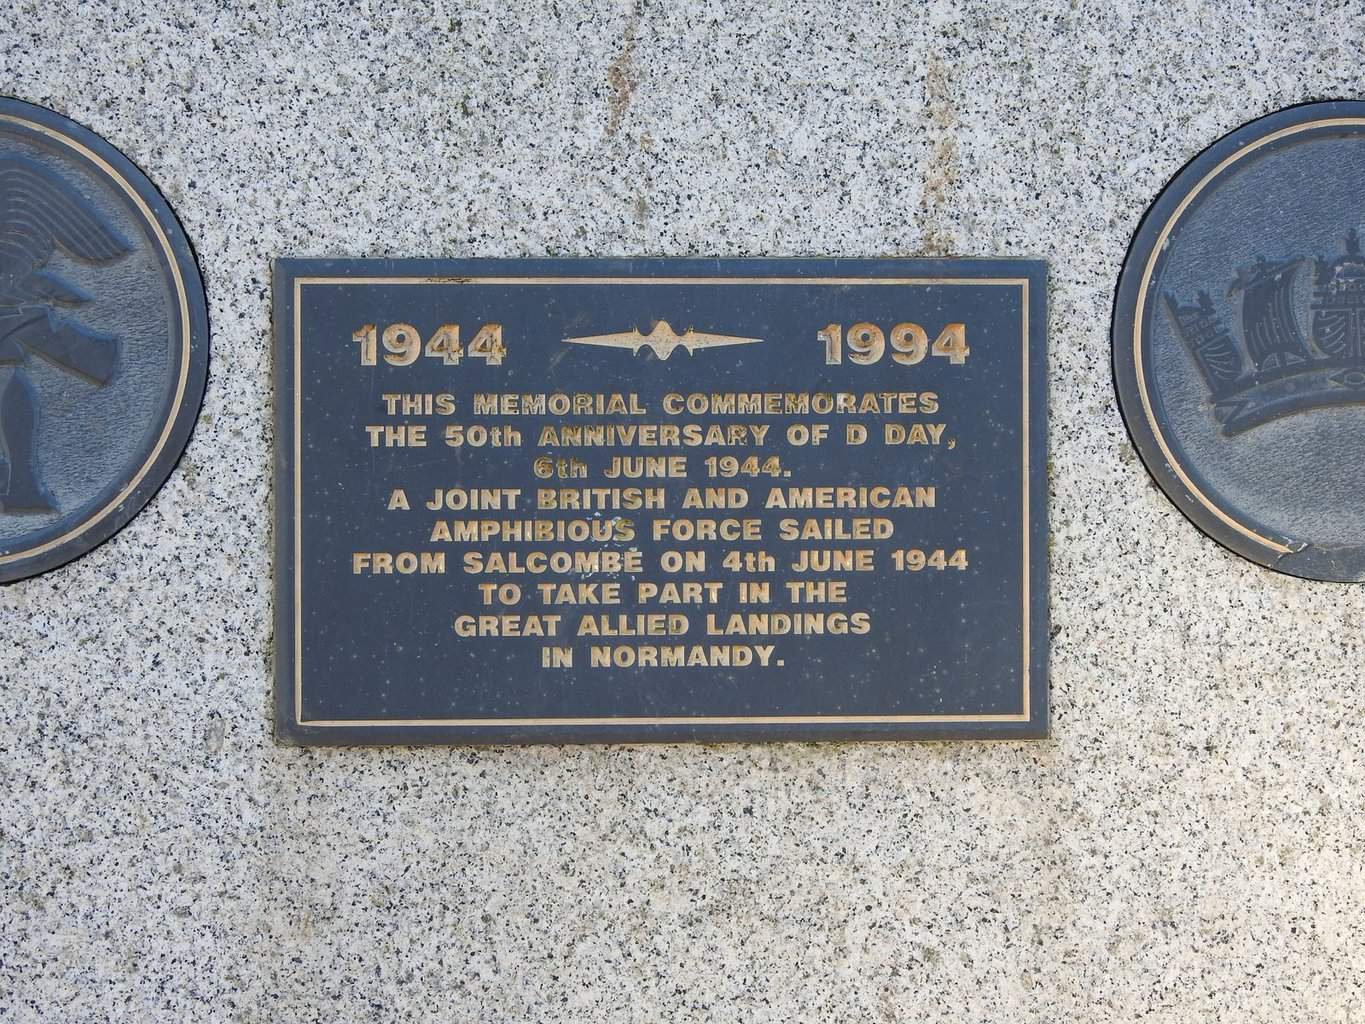 1944 1994
THIS MEMORIAL COMMEMORATES
THE 50th ANNIVERSARY OF D DAY,
6th JUNE 1944.
A JOINT BRITISH AND AMERICAN
AMPHIBIOUS FORCE SAILED
FROM SALCOMBE ON 4th JUNE 1944
TO TAKE PART IN THE
GREAT ALLIED LANDINGS
IN NORMANDY.